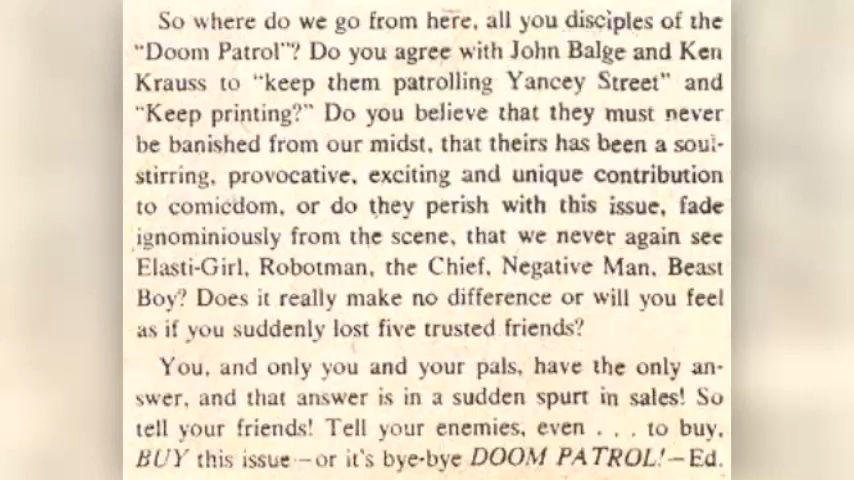 So where do we go from here, all you disciples of the
"Doom Patrol"? Do you agree with John Balge and Ken
Krauss to "keep them patrolling Yancey Street" and
"Keep printing?" Do you believe that they must never
be banished from our midst, that theirs has been a soul-
stirring, provocative, exciting and unique contribution
to comicdom, or do they perish with this issue, fade
ignominiously from the scene, that we never again see
Elasti-Girl, Robotman, the Chief, Negative Man, Beast
Boy? Does it really make no difference or will you feel
as if you suddenly lost five trusted friends?
You, and only you and your pals, have the only an-
swer, and that answer is in a sudden spurt in sales! So
tell your friends! Tell your enemies, even . . . to buy,
BUY this issue—or it's bye-bye DOOM PATROL!—Ed.